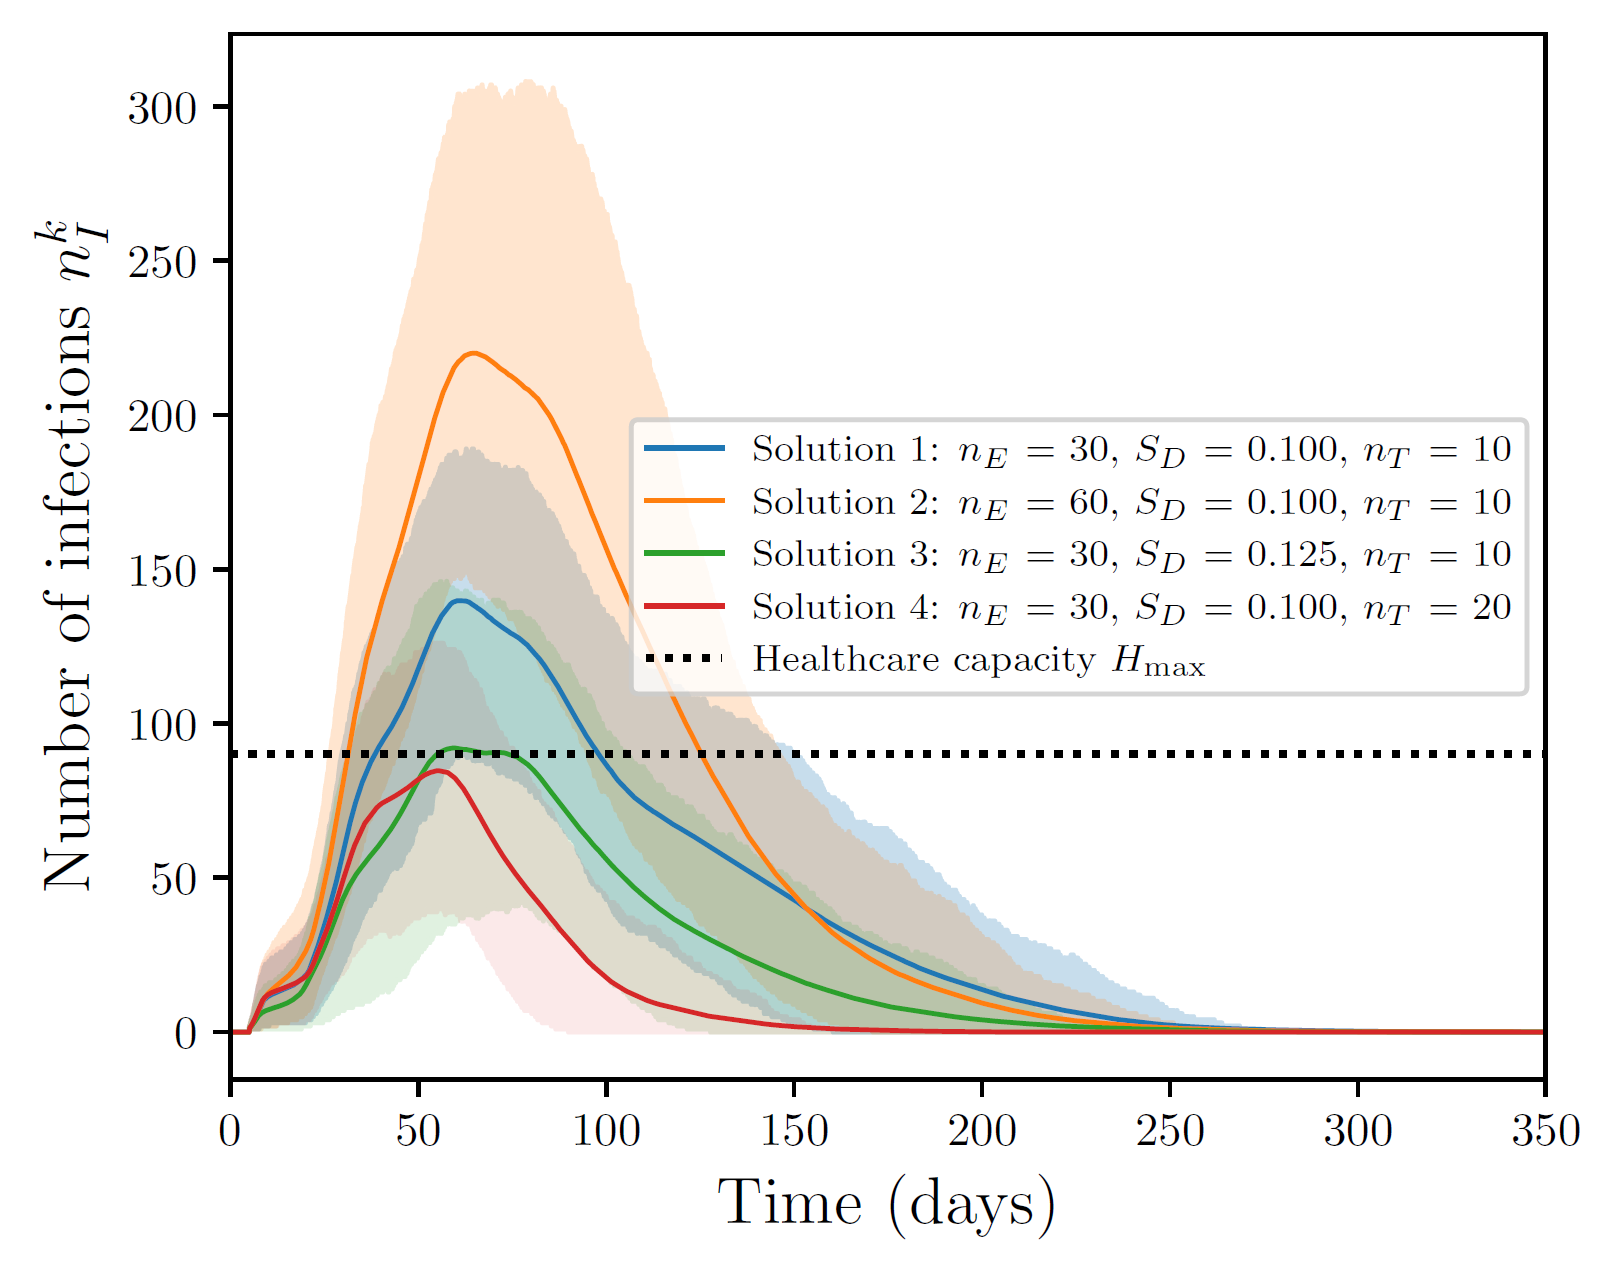 Number of infections $n_I^k$
300
250
200
150
100
50
0
Solution 1: $n_E$ = 30, $S_D$ = 0.100, $n_T$ = 10
Solution 2: $n_E$ = 60, $S_D$ = 0.100, $n_T$ = 10
Solution 3: $n_E$ = 30, $S_D$ = 0.125, $n_T$ = 10
Solution 4: $n_E$ = 30, $S_D$ = 0.100, $n_T$ = 20
Healthcare capacity $H_{\max}$
0 50 100 150 200 250 300 350
Time (days)